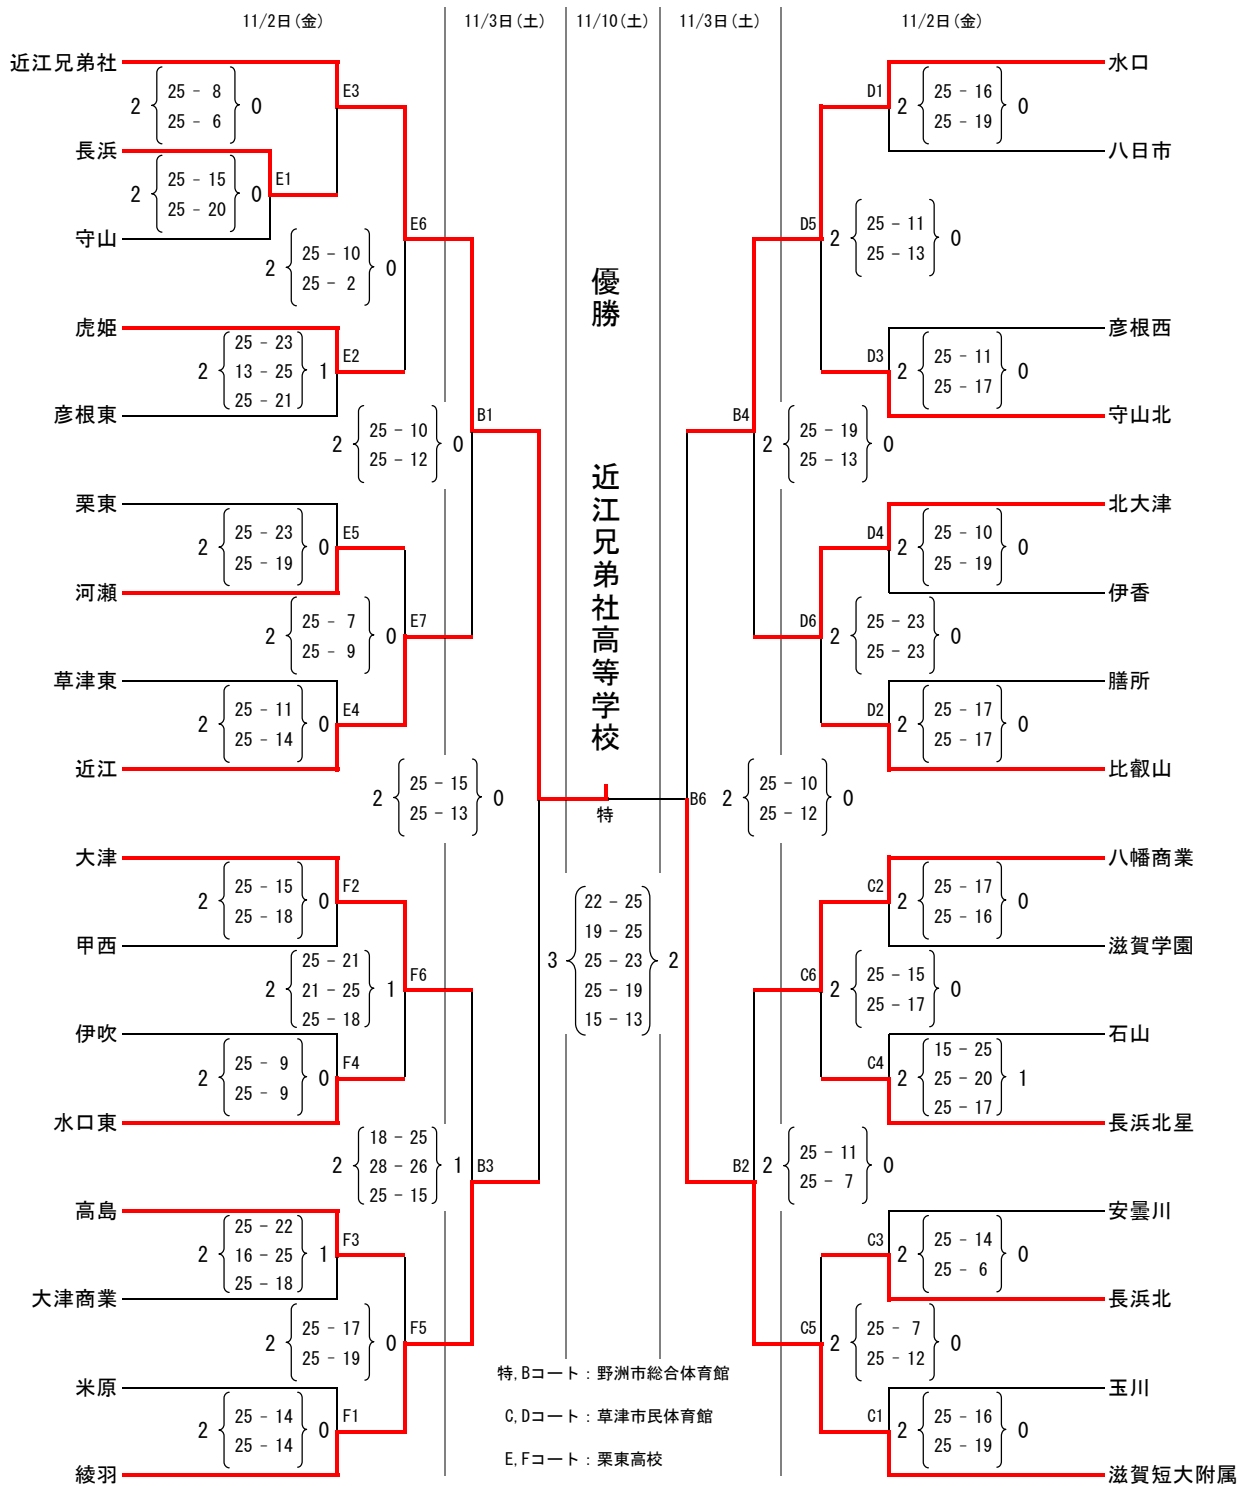 11/2日(金)
11/3日(土)
11/10(土)
11/3日(土)
11/2日(金)
近江兄弟社
2 25 - 8 0
25 - 6
E3
長浜
2 25 - 15 0
25 - 20
E1
守山
2 25 - 10 0
25 - 2
E6
虎姫
2 25 - 23 1
13 - 25
25 - 21
E2
彦根東
2 25 - 10 0
25 - 12
B1
栗東
2 25 - 23 0
25 - 19
E5
河瀬
2 25 - 7 0
25 - 9
E7
草津東
2 25 - 11 0
25 - 14
E4
近江
2 25 - 15 0
25 - 13
大津
2 25 - 15 0
25 - 18
F2
甲西
2 25 - 21 1
21 - 25
25 - 18
F6
伊吹
2 25 - 9 0
25 - 9
F4
水口東
2 18 - 25 1
28 - 26
25 - 15
B3
高島
2 25 - 22 1
16 - 25
25 - 18
F3
大津商業
2 25 - 17 0
25 - 19
F5
米原
2 25 - 14 0
25 - 14
F1
綾羽
優勝
近江兄弟社高等学校
特
3 22 - 25 2
19 - 25
25 - 23
25 - 19
15 - 13
水口
D1
2 25 - 16 0
25 - 19
八日市
D5
2 25 - 11 0
25 - 13
彦根西
D3
2 25 - 11 0
25 - 17
守山北
B4
2 25 - 19 0
25 - 13
北大津
D4
2 25 - 10 0
25 - 19
伊香
D6
2 25 - 23 0
25 - 23
膳所
D2
2 25 - 17 0
25 - 17
比叡山
B6
2 25 - 10 0
25 - 12
八幡商業
C2
2 25 - 17 0
25 - 16
滋賀学園
C6
2 25 - 15 0
25 - 17
石山
C4
2 15 - 25 1
25 - 20
25 - 17
長浜北星
B2
2 25 - 11 0
25 - 7
安曇川
C3
2 25 - 14 0
25 - 6
長浜北
C5
2 25 - 7 0
25 - 12
玉川
C1
2 25 - 16 0
25 - 19
滋賀短大附属
特,Bコート：野洲市総合体育館
C,Dコート：草津市民体育館
E,Fコート：栗東高校